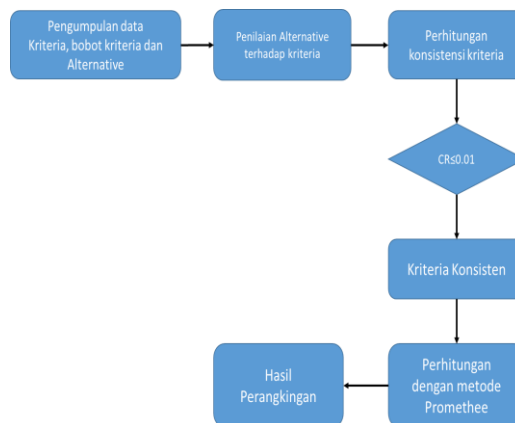 Pengumpulan data
Kriteria, bobot kriteria dan
Alternative
Penilaian Alternative
terhadap kriteria
Perhitungan
konsistensi kriteria
CR≤0.01
Kriteria Konsisten
Perhitungan
dengan metode
Promethee
Hasil
Perangkingan